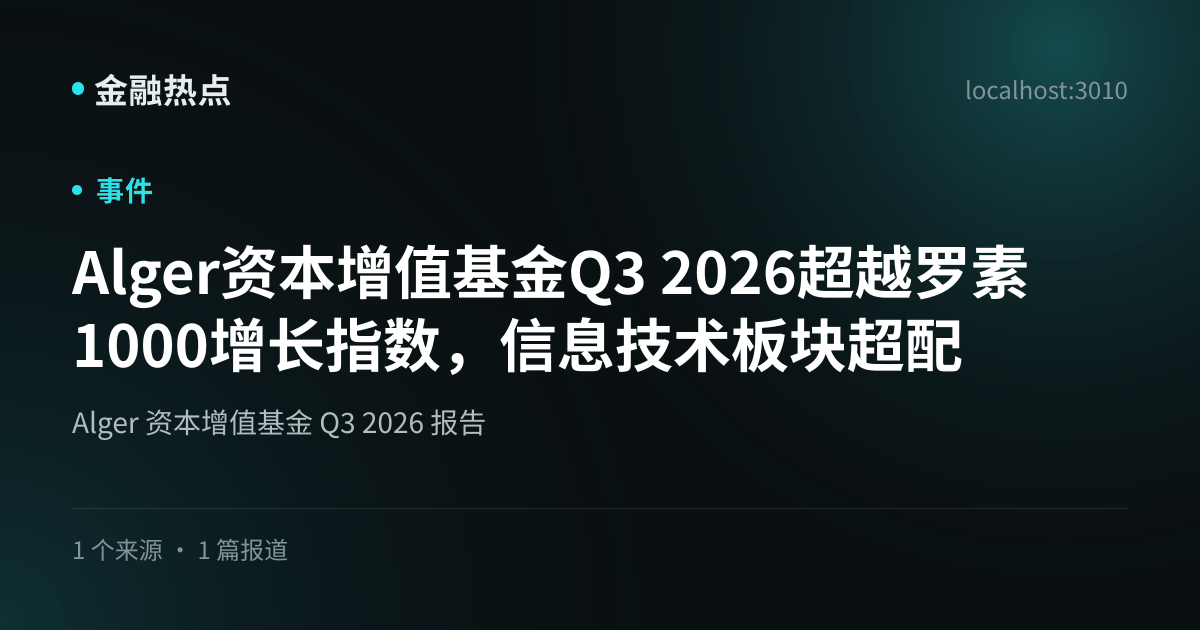 金融热点
localhost:3010
事件
Alger资本增值基金Q3 2026超越罗素
1000增长指数，信息技术板块超配
Alger 资本增值基金 Q3 2026 报告
1 个来源 · 1 篇报道